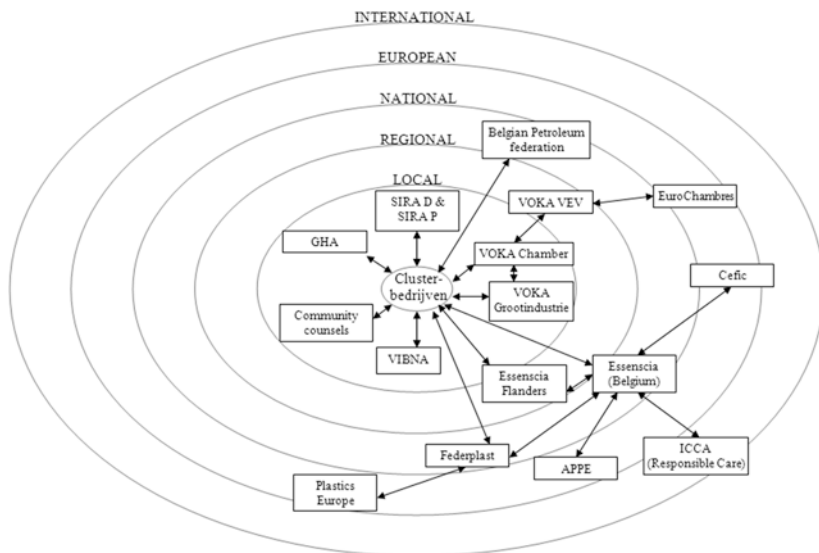 INTERNATIONAL
EUROPEAN
NATIONAL
REGIONAL
Belgian Petroleum
federation
LOCAL
SIRA D &
SIRA P
VOKA VEV
EuroChambres
GHA
VOKA Chamber
Cluster-
bedrijven
Cefic
VOKA
Grootindustrie
Community
counsels
VIBNA
Essenscia
Flanders
Essenscia
(Belgium)
Federplast
APPE
ICCA
(Responsible Care)
Plastics
Europe